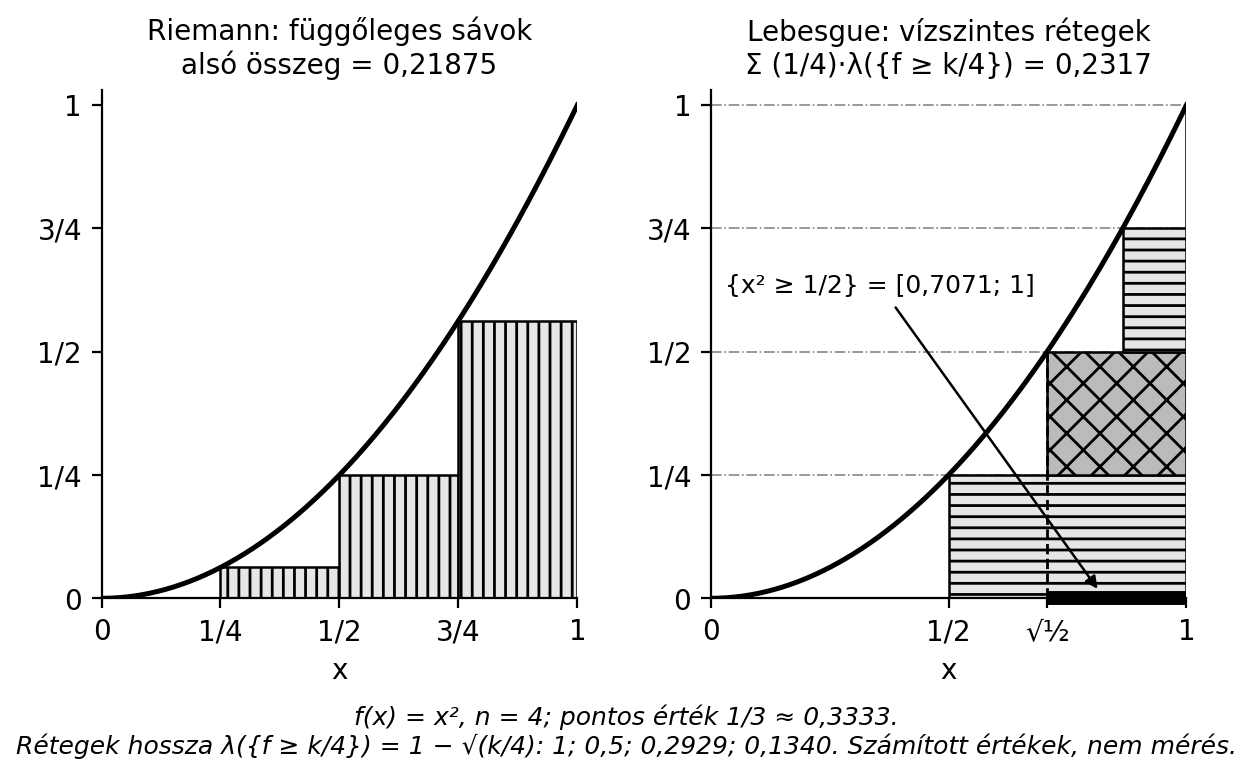 Riemann: függőleges sávok
alsó összeg = 0,21875
1
3/4
1/2
1/4
0
0 1/4 1/2 3/4 1
x
Lebesgue: vízszintes rétegek
Σ (1/4)·λ({f ≥ k/4}) = 0,2317
1
3/4
{x² ≥ 1/2} = [0,7071; 1]
1/2
1/4
0
0 1/2 √½ 1
x
f(x) = x², n = 4; pontos érték 1/3 ≈ 0,3333.
Rétegek hossza λ({f ≥ k/4}) = 1 − √(k/4): 1; 0,5; 0,2929; 0,1340. Számított értékek, nem mérés.